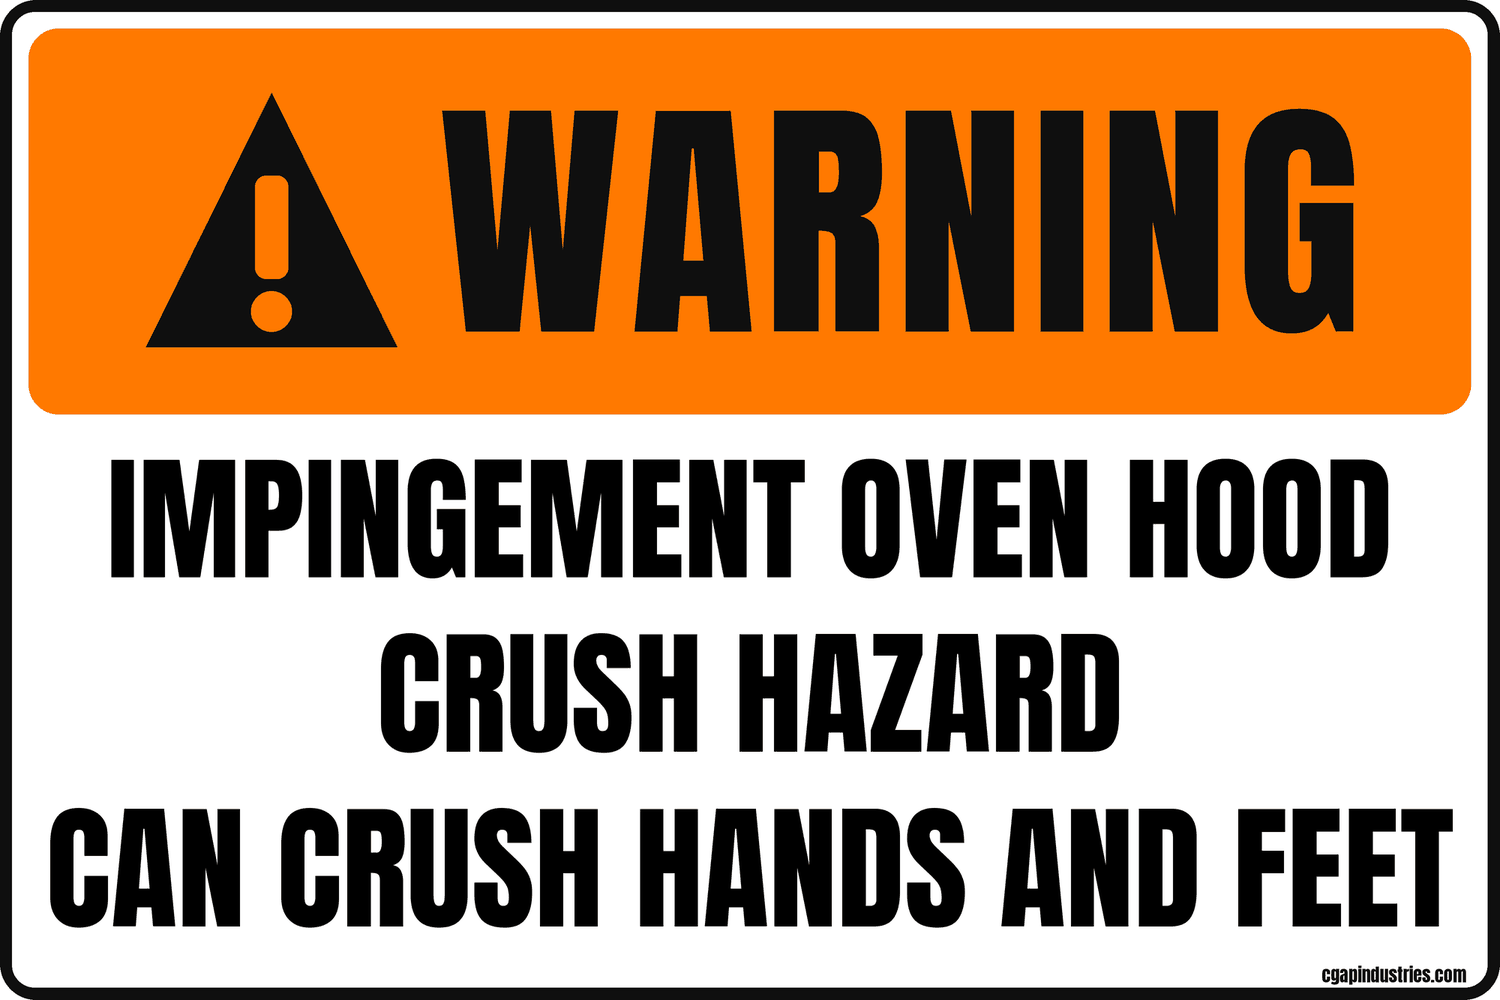 WARNING
IMPINGEMENT OVEN HOOD
CRUSH HAZARD
CAN CRUSH HANDS AND FEET
cgapindustries.com